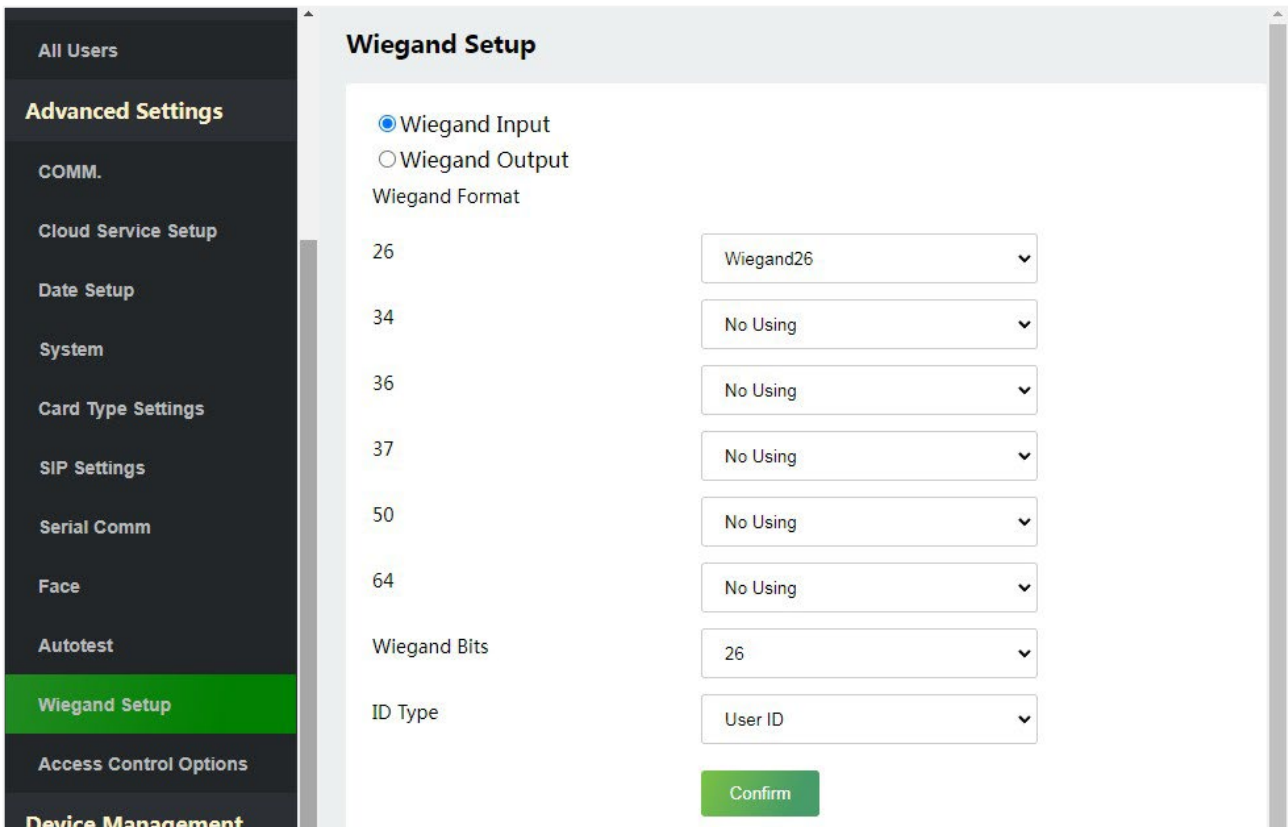 All Users
Advanced Settings
COMM.
Cloud Service Setup
Date Setup
System
Card Type Settings
SIP Settings
Serial Comm
Face
Autotest
Wiegand Setup
Access Control Options
Device Management
Wiegand Setup
Wiegand Input
Wiegand Output
Wiegand Format
26 Wiegand26
34 No Using
36 No Using
37 No Using
50 No Using
64 No Using
Wiegand Bits 26
ID Type User ID
Confirm